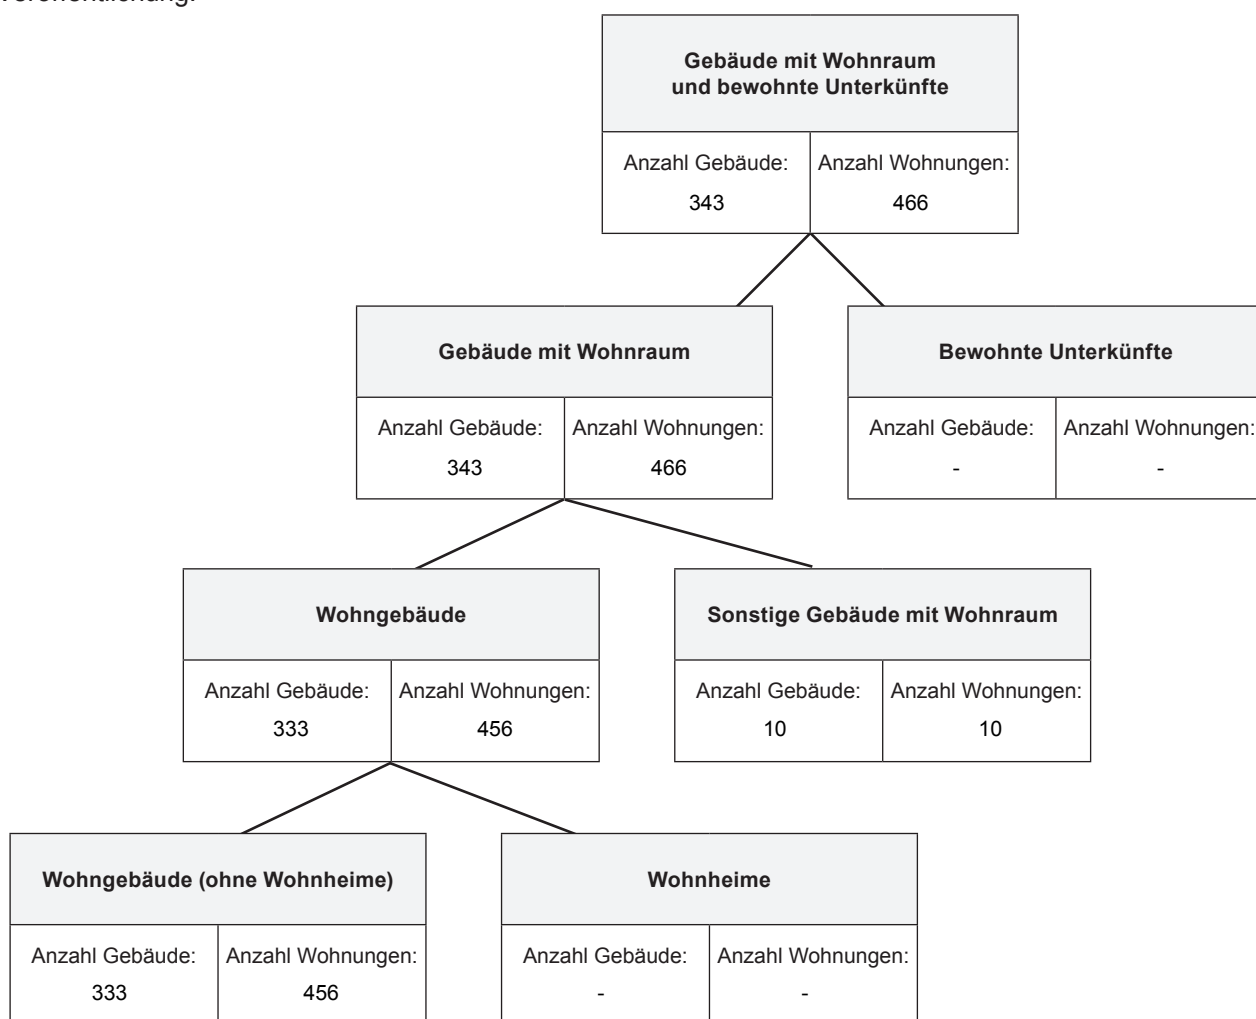 Veröffentlichung.
Gebäude mit Wohnraum
und bewohnte Unterkünfte
Anzahl Gebäude: Anzahl Wohnungen:
343 466
Gebäude mit Wohnraum Bewohnte Unterkünfte
Anzahl Gebäude: Anzahl Wohnungen: Anzahl Gebäude: Anzahl Wohnungen:
343 466 - -
Wohngebäude Sonstige Gebäude mit Wohnraum
Anzahl Gebäude: Anzahl Wohnungen: Anzahl Gebäude: Anzahl Wohnungen:
333 456 10 10
Wohngebäude (ohne Wohnheime) Wohnheime
Anzahl Gebäude: Anzahl Wohnungen: Anzahl Gebäude: Anzahl Wohnungen:
333 456 - -